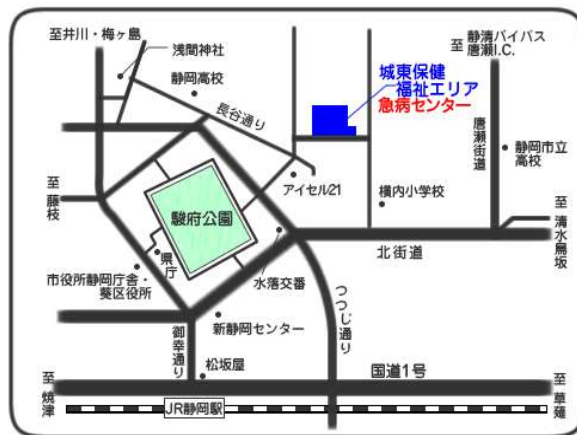 至井川・梅ヶ島
浅間神社
静岡高校
長谷通り
城東保健
福祉エリア
急病センター
至
静清バイパス
唐瀬I.C.
唐瀬街道
静岡市立
高校
至藤枝
アイセル21
横内小学校
駿府公園
至清水鳥坂
北街道
県庁
市役所静岡庁舎・
葵区役所
水落交番
つつじ通り
御幸通り
新静岡センター
松坂屋
国道1号
至焼津
至草薙
JR静岡駅